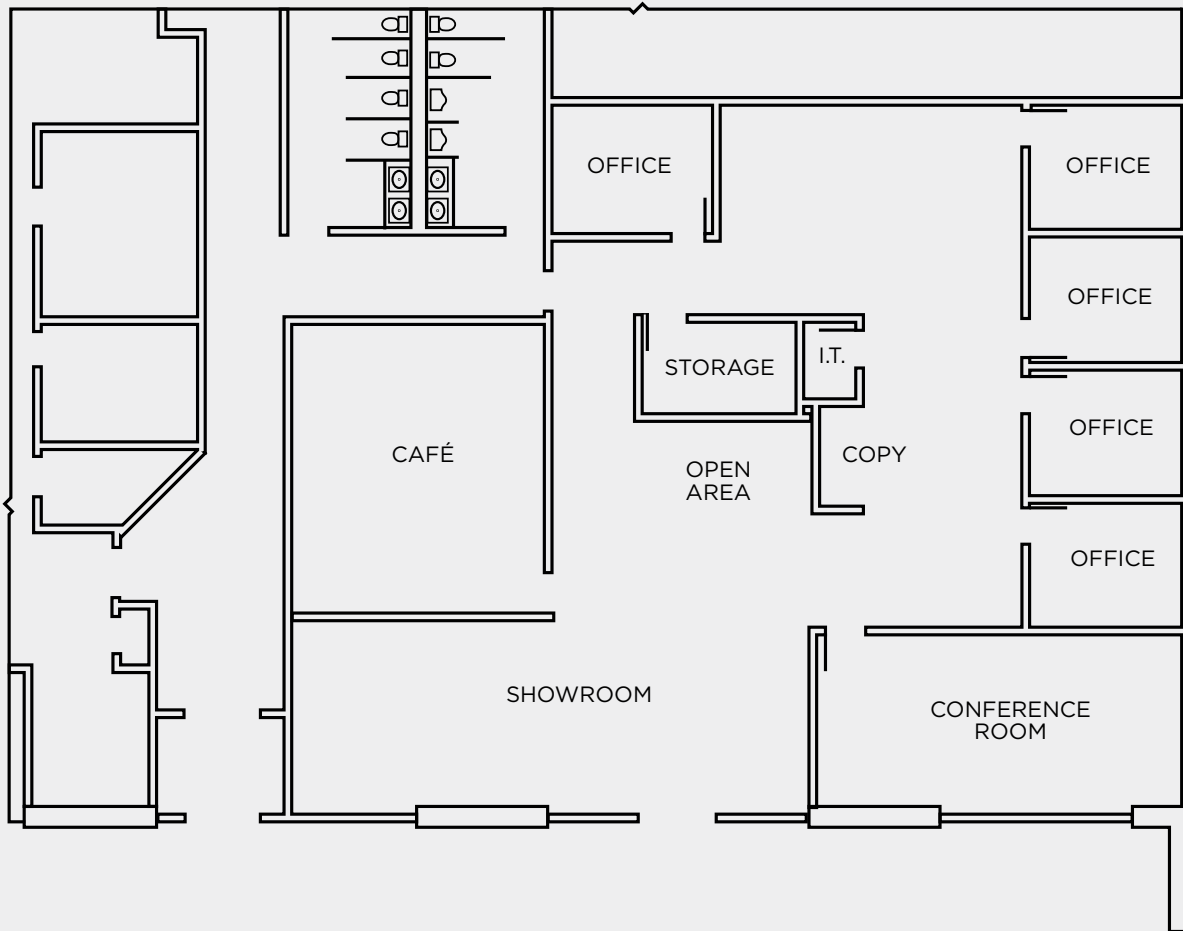 OFFICE
OFFICE
OFFICE
STORAGE
I.T.
CAFÉ
OPEN
AREA
COPY
OFFICE
OFFICE
SHOWROOM
CONFERENCE
ROOM